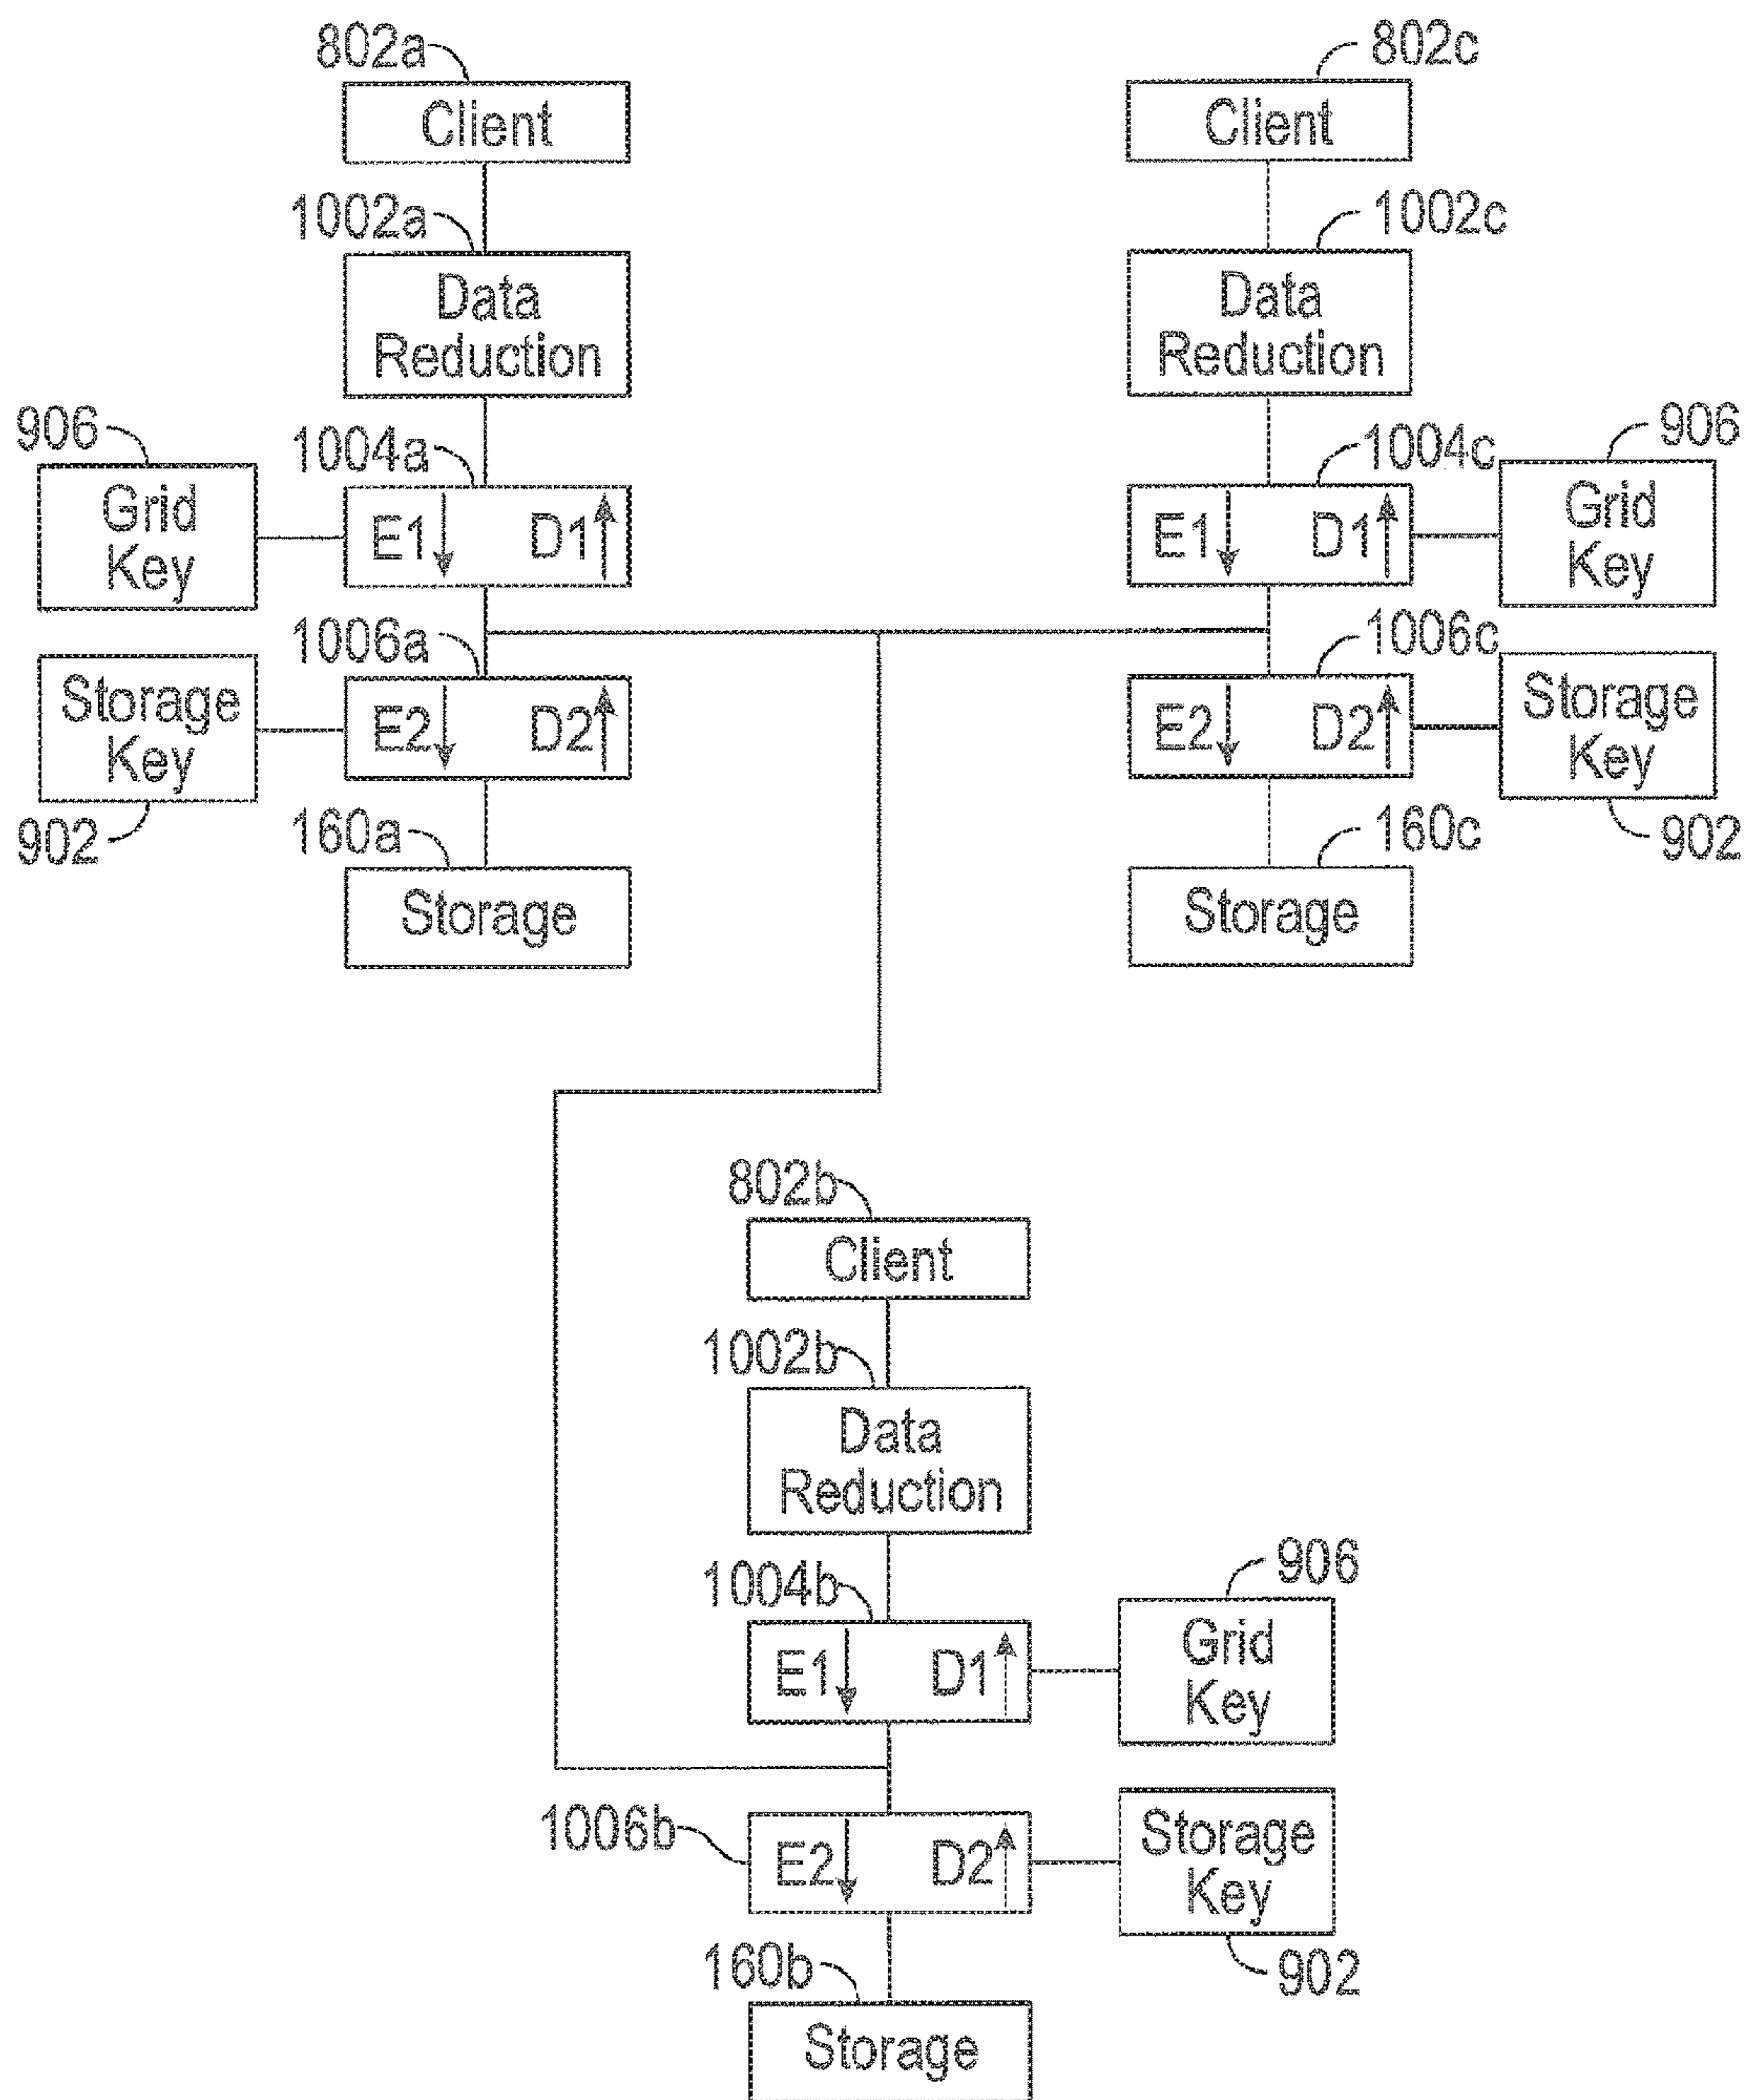 802a
Client
1002a
Data
Reduction
906
Grid
Key
1004a
E1 D1
1006a
Storage
Key
902
E2 D2
160a
Storage
802c
Client
1002c
Data
Reduction
1004c
906
E1 D1
Grid
Key
1006c
E2 D2
Storage
Key
902
160c
Storage
802b
Client
1002b
Data
Reduction
1004b
906
E1 D1
Grid
Key
1006b
E2 D2
Storage
Key
902
160b
Storage